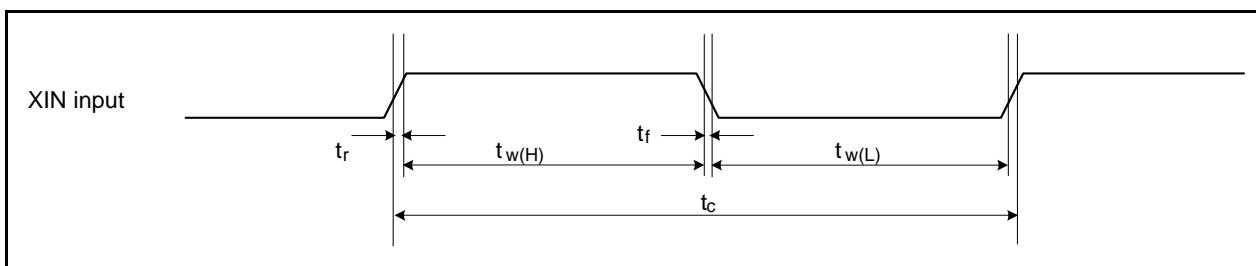 XIN input
tr
tw(H)
tf
tw(L)
tc